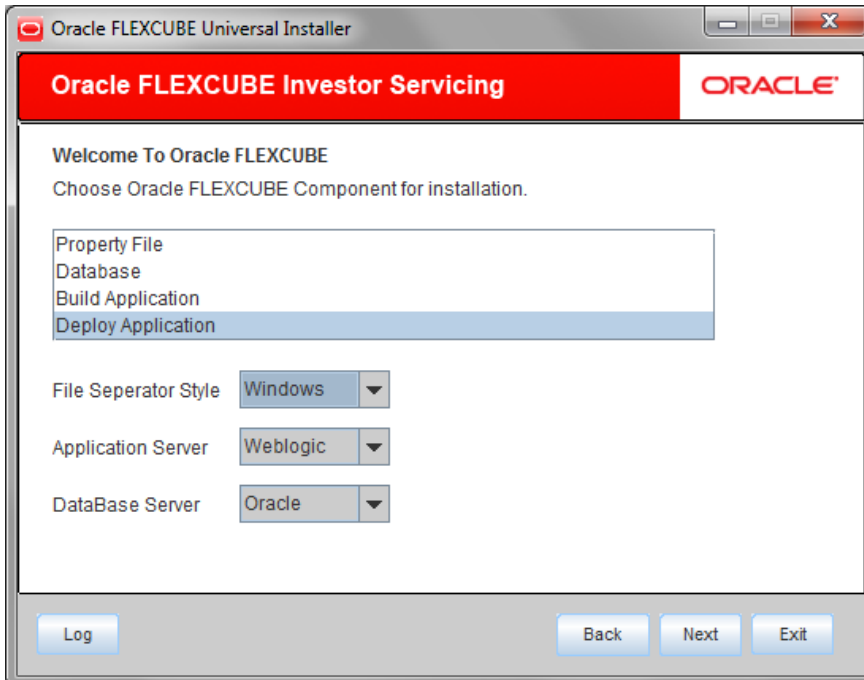 Oracle FLEXCUBE Universal Installer
Oracle FLEXCUBE Investor Servicing
ORACLE
Welcome To Oracle FLEXCUBE
Choose Oracle FLEXCUBE Component for installation.
Property File
Database
Build Application
Deploy Application
File Seperator Style Windows
Application Server Weblogic
DataBase Server Oracle
Log Back Next Exit